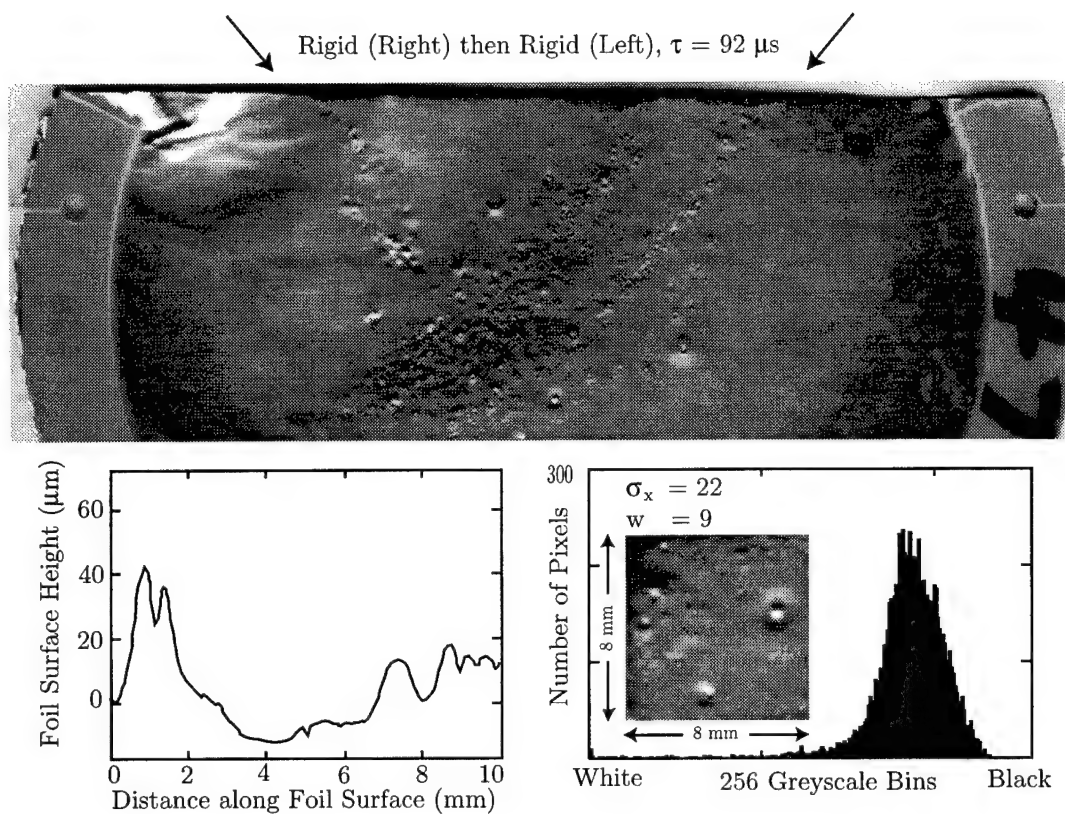 Rigid (Right) then Rigid (Left), τ = 92 μs
Foil Surface Height (μm)
60
40
20
0
0 2 4 6 8 10
Distance along Foil Surface (mm)
Number of Pixels
300
σx = 22
w = 9
8 mm
8 mm
White 256 Greyscale Bins Black